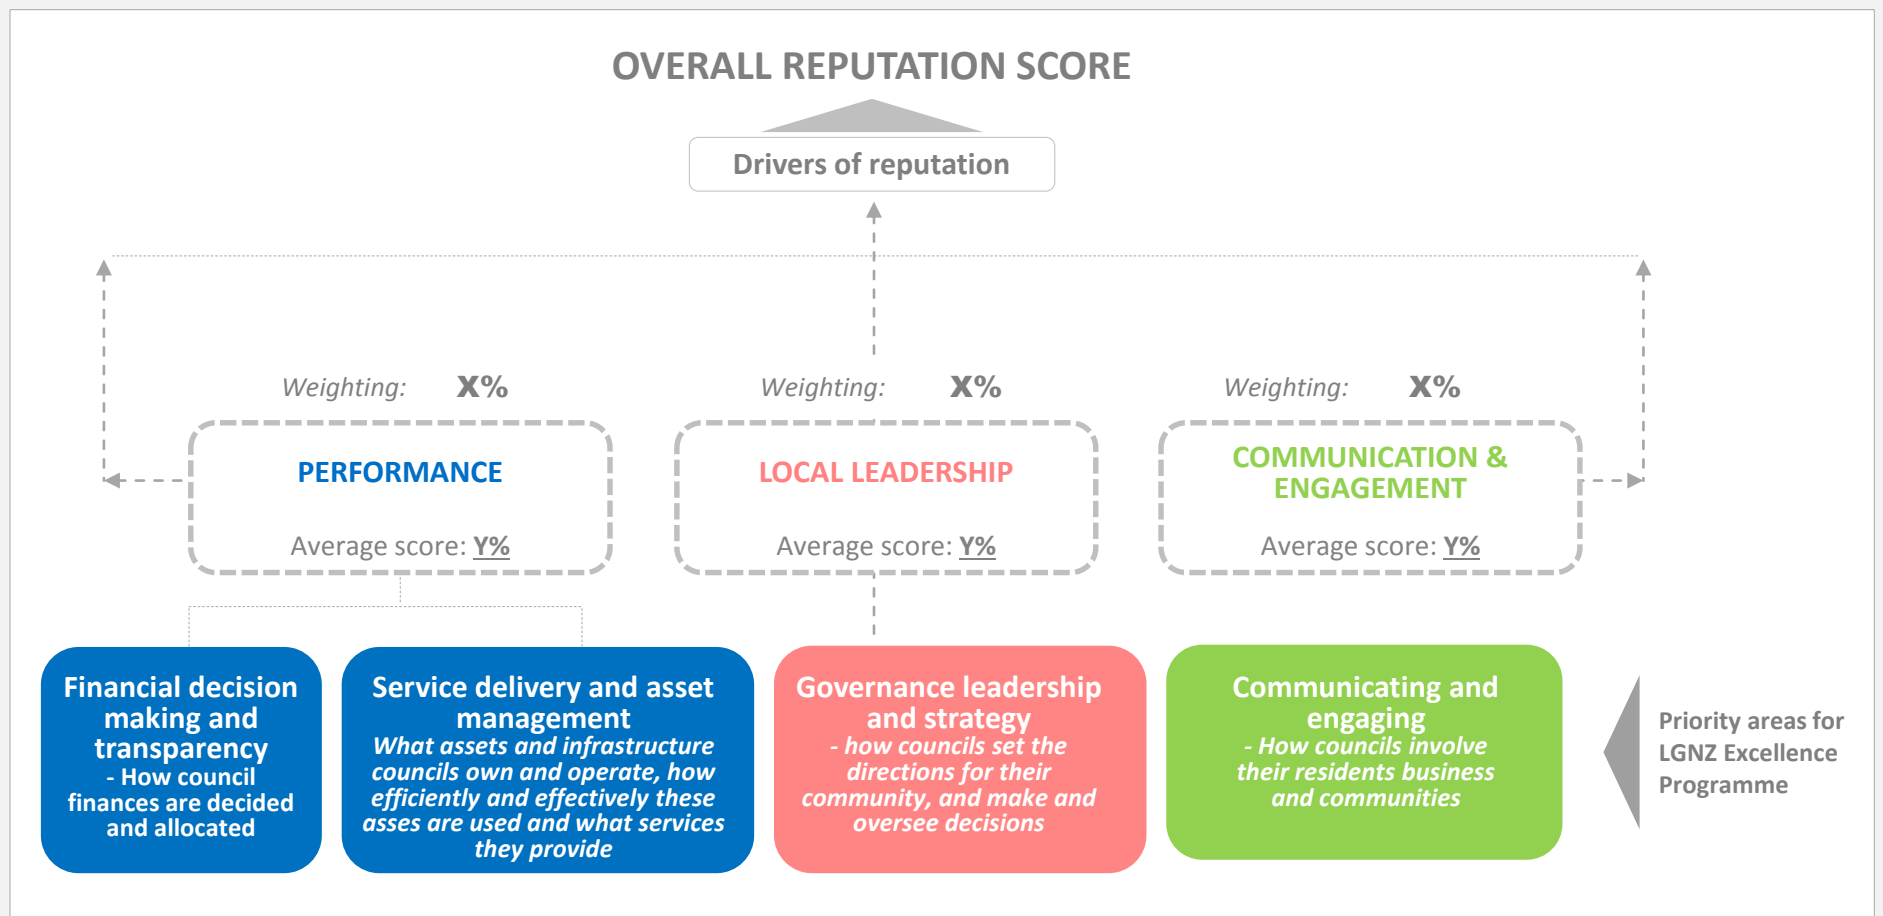 OVERALL REPUTATION SCORE
Drivers of reputation
Weighting: X%
Weighting: X%
Weighting: X%
PERFORMANCE
Average score: Y%
LOCAL LEADERSHIP
Average score: Y%
COMMUNICATION &
ENGAGEMENT
Average score: Y%
Financial decision
making and
transparency
- How council
finances are decided
and allocated
Service delivery and asset
management
What assets and infrastructure
councils own and operate, how
efficiently and effectively these
asses are used and what services
they provide
Governance leadership
and strategy
- how councils set the
directions for their
community, and make and
oversee decisions
Communicating and
engaging
- How councils involve
their residents business
and communities
Priority areas for
LGNZ Excellence
Programme